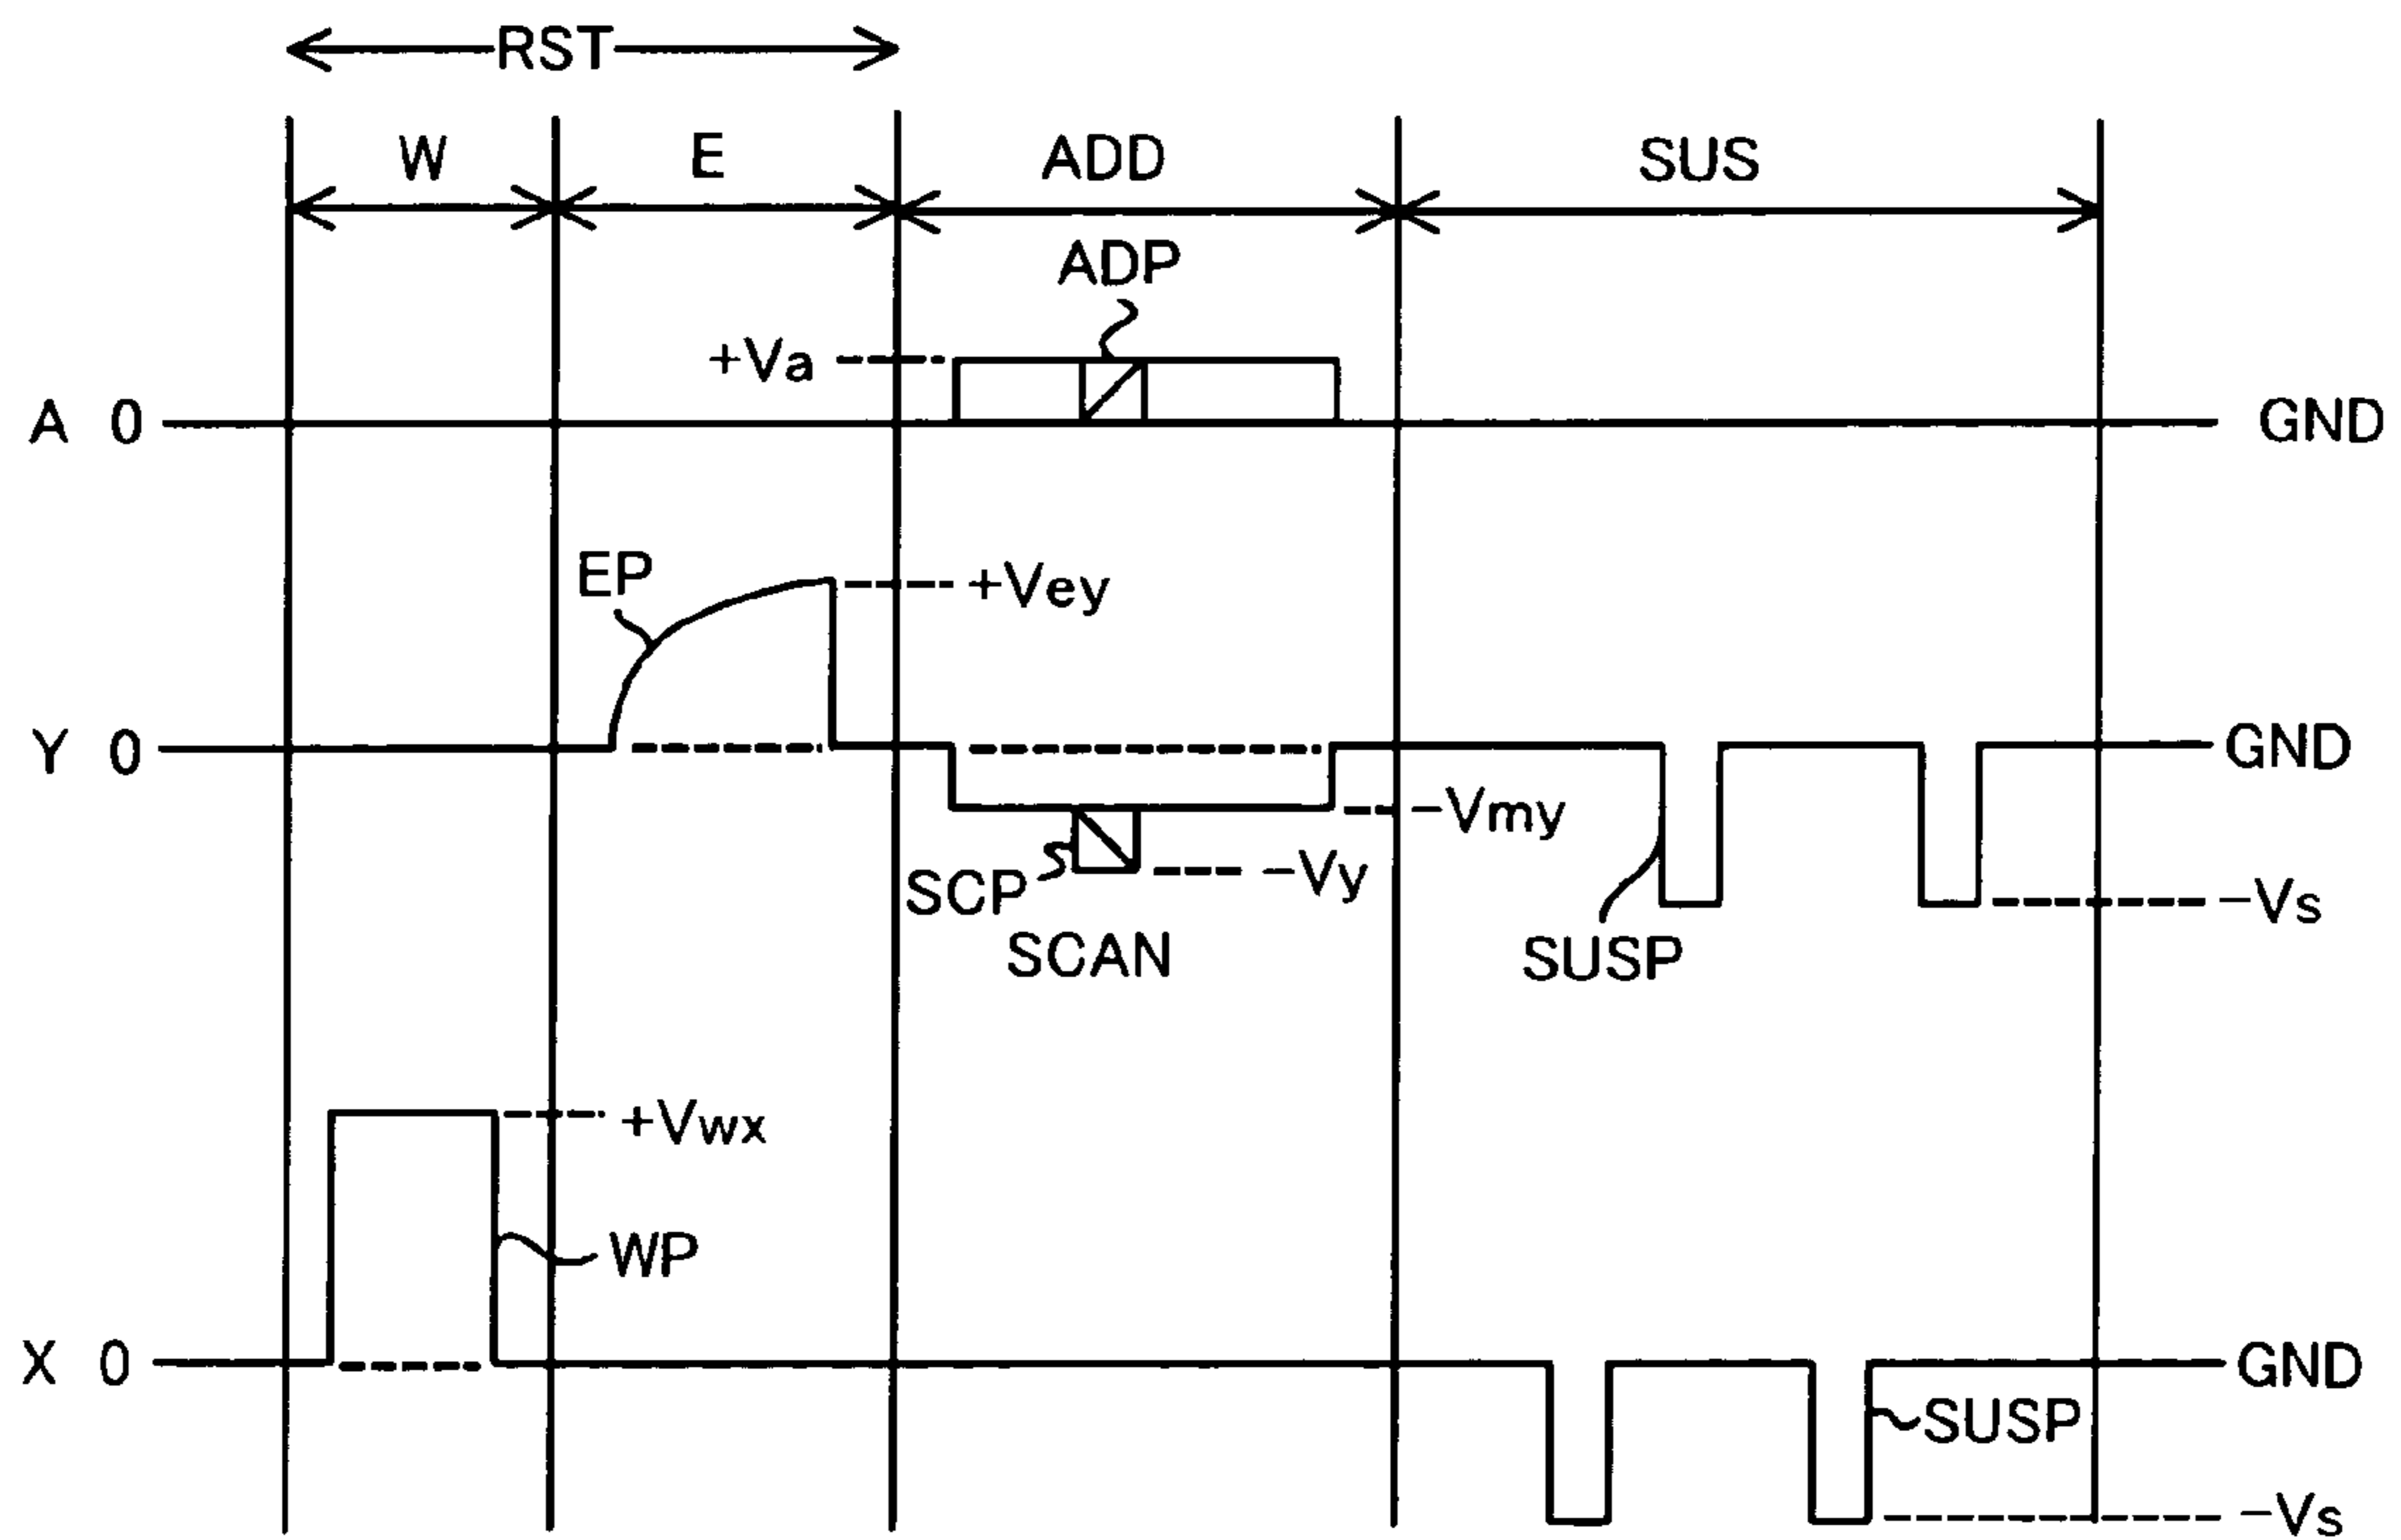 RST
W E ADD SUS
ADP
+Va
A 0 GND
EP
+Vey
Y 0 GND
-Vmy
-Vy
SCP
-Vs
SCAN
SUSP
+Vwx
WP
X 0 GND
SUSP
-Vs